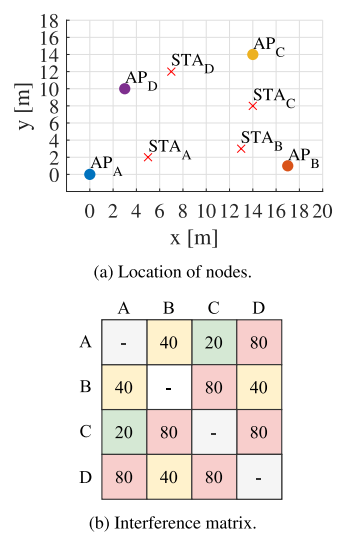 18
16
14
12
10
8
6
4
2
0
y [m]
AP_C
STA_D
AP_D
STA_C
STA_B
STA_A
AP_A
AP_B
0 2 4 6 8 10 12 14 16 18 20
x [m]
(a) Location of nodes.
A B C D
A - 40 20 80
B 40 - 80 40
C 20 80 - 80
D 80 40 80 -
(b) Interference matrix.